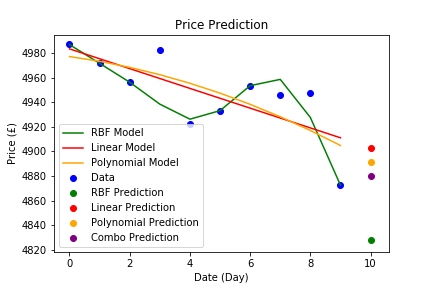 Price Prediction
Price (£)
4980
4960
4940
4920
4900
4880
4860
4840
4820
RBF Model
Linear Model
Polynomial Model
Data
RBF Prediction
Linear Prediction
Polynomial Prediction
Combo Prediction
0 2 4 6 8 10
Date (Day)